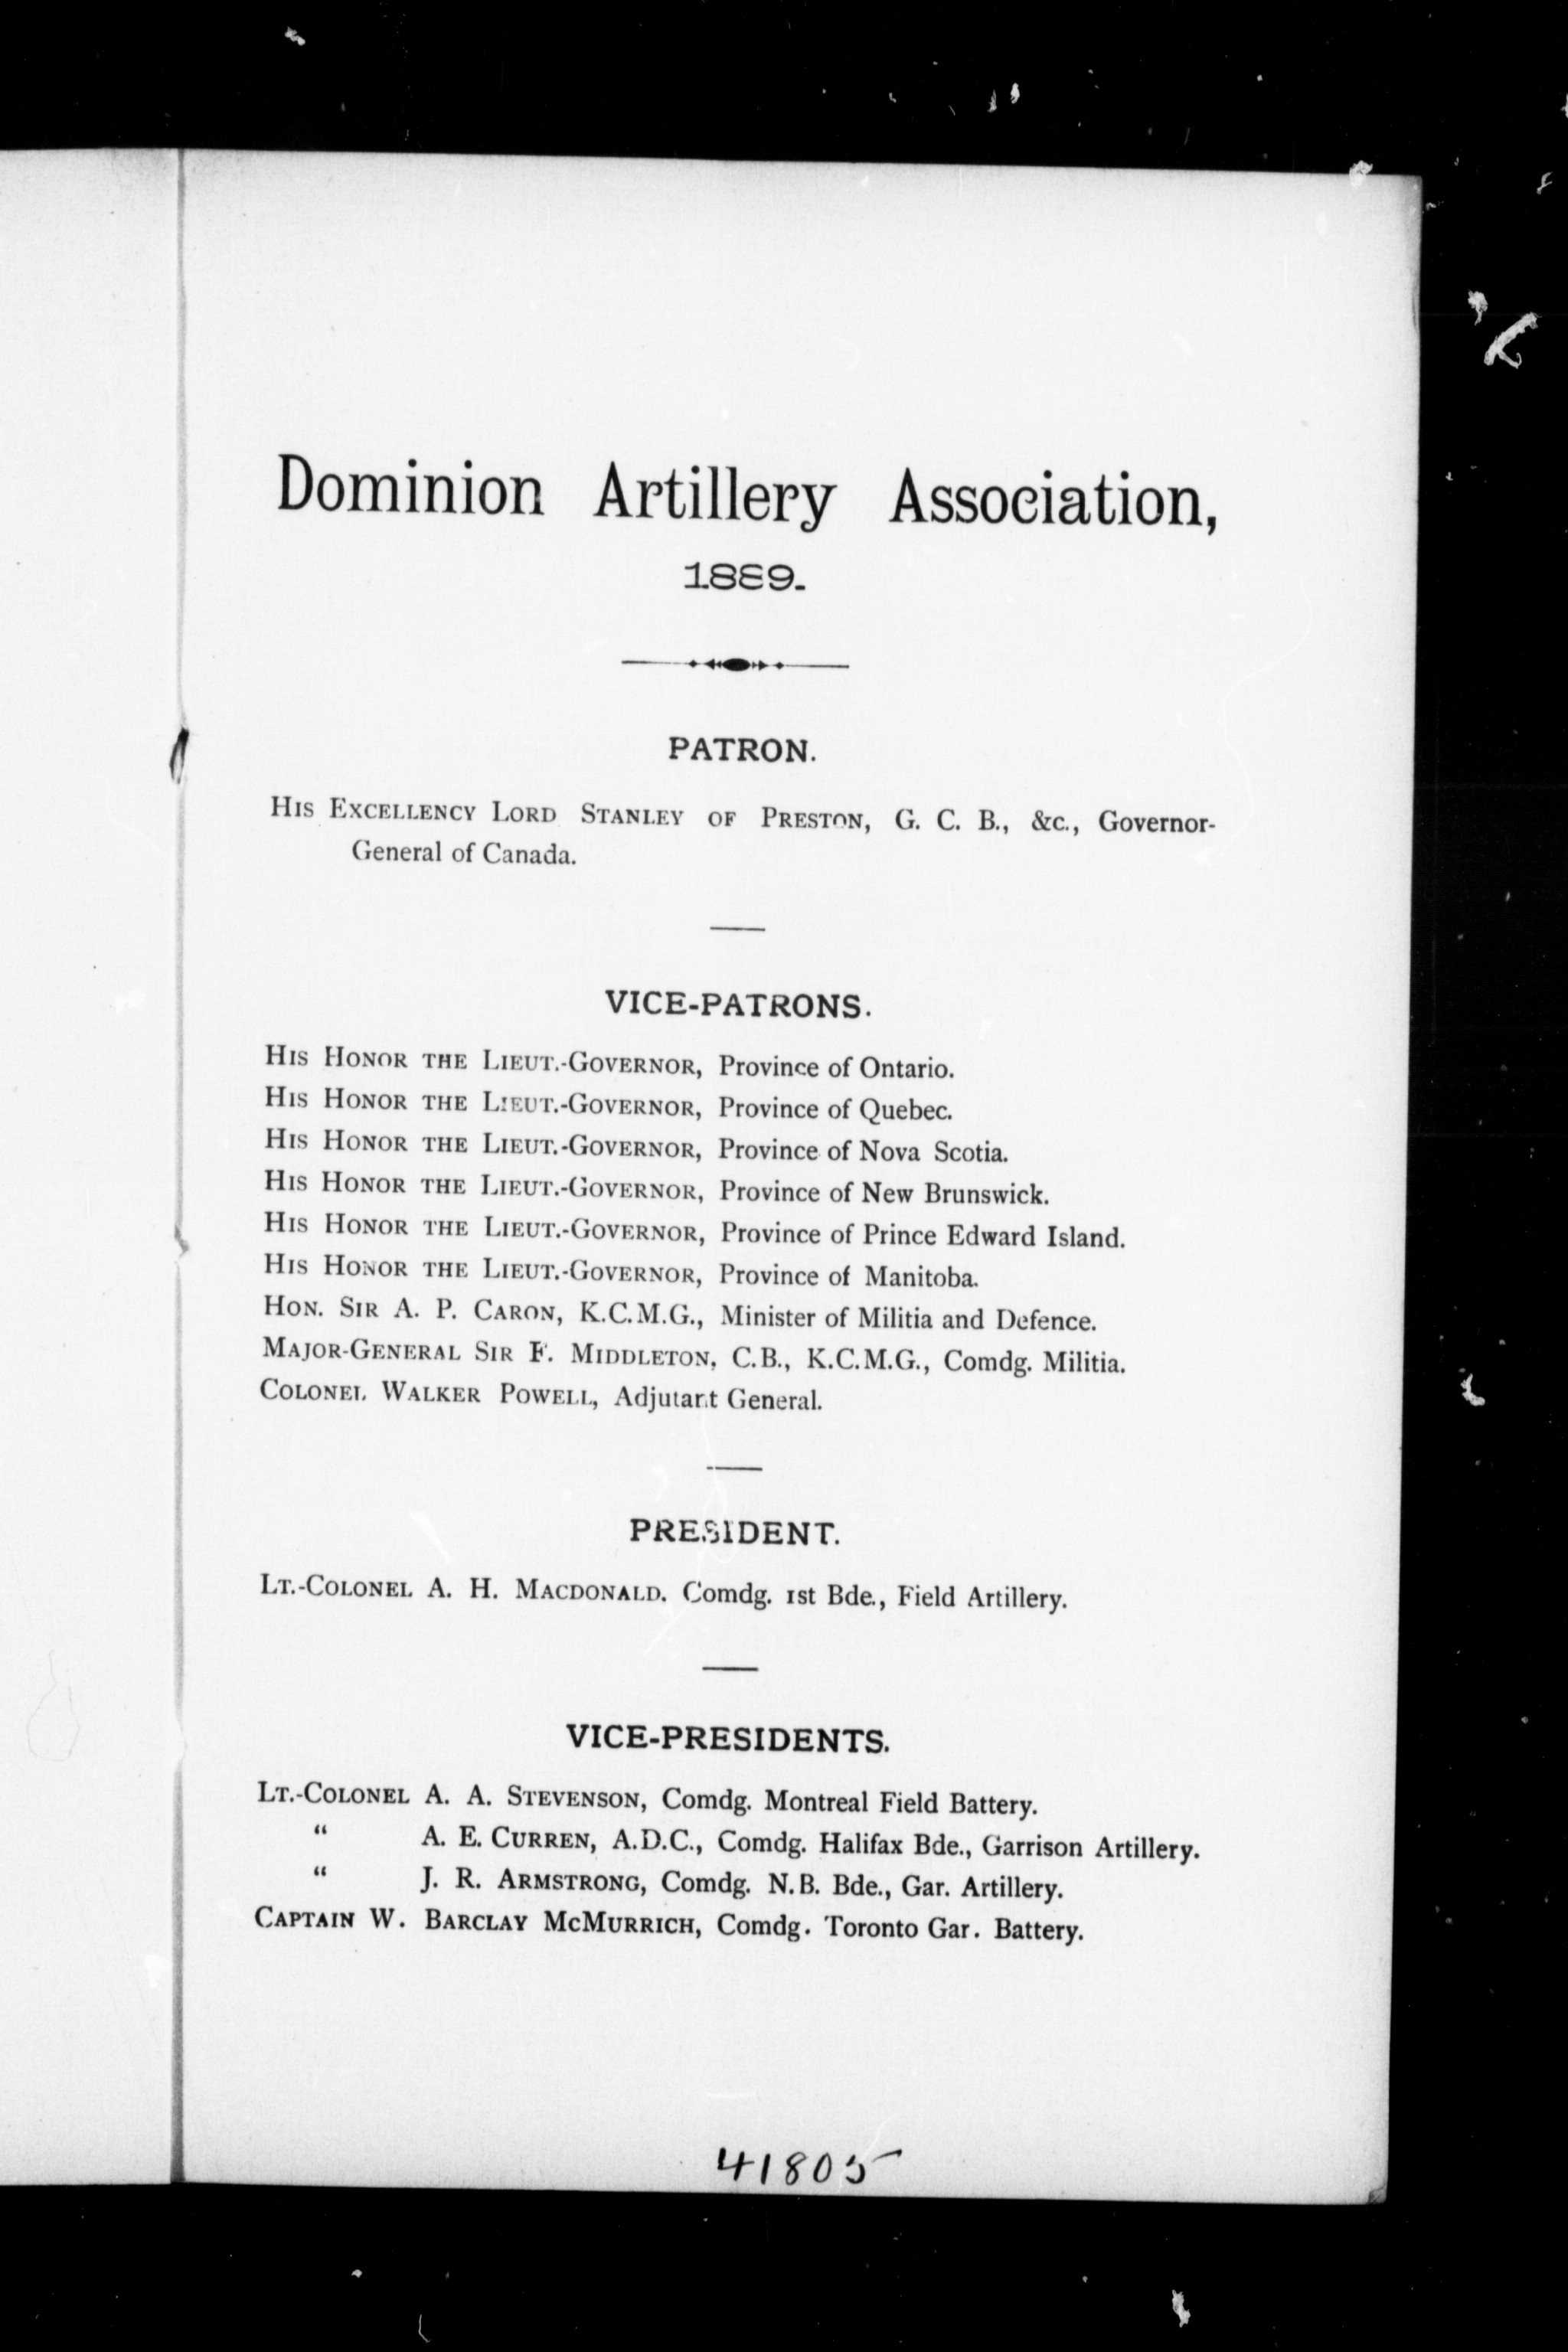 Dominion Artillery Association,
1889.
PATRON.
His Excellency Lord Stanley of Preston, G. C. B., &c., Governor-
General of Canada.
VICE-PATRONS.
His Honor the Lieut.-Governor, Province of Ontario.
His Honor the Lieut.-Governor, Province of Quebec.
His Honor the Lieut.-Governor, Province of Nova Scotia.
His Honor the Lieut.-Governor, Province of New Brunswick.
His Honor the Lieut.-Governor, Province of Prince Edward Island.
His Honor the Lieut.-Governor, Province of Manitoba.
Hon. Sir A. P. Caron, K.C.M.G., Minister of Militia and Defence.
Major-General Sir F. Middleton, C.B., K.C.M.G., Comdg. Militia.
Colonel Walker Powell, Adjutant General.
PRESIDENT.
Lt.-Colonel A. H. Macdonald. Comdg. 1st Bde., Field Artillery.
VICE-PRESIDENTS.
Lt.-Colonel A. A. Stevenson, Comdg. Montreal Field Battery.
“ A. E. Curren, A.D.C., Comdg. Halifax Bde., Garrison Artillery.
“ J. R. Armstrong, Comdg. N.B. Bde., Gar. Artillery.
Captain W. Barclay McMurrich, Comdg. Toronto Gar. Battery.
41805